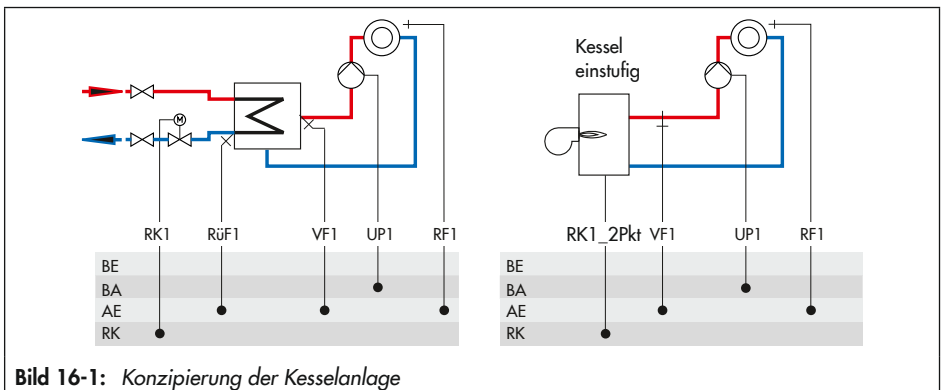 Kessel
einstufig
M
RK1 RüF1 VF1 UP1 RF1
BE
BA
AE
RK
RK1_2Pkt VF1 UP1 RF1
BE
BA
AE
RK
Bild 16-1: Konzipierung der Kesselanlage